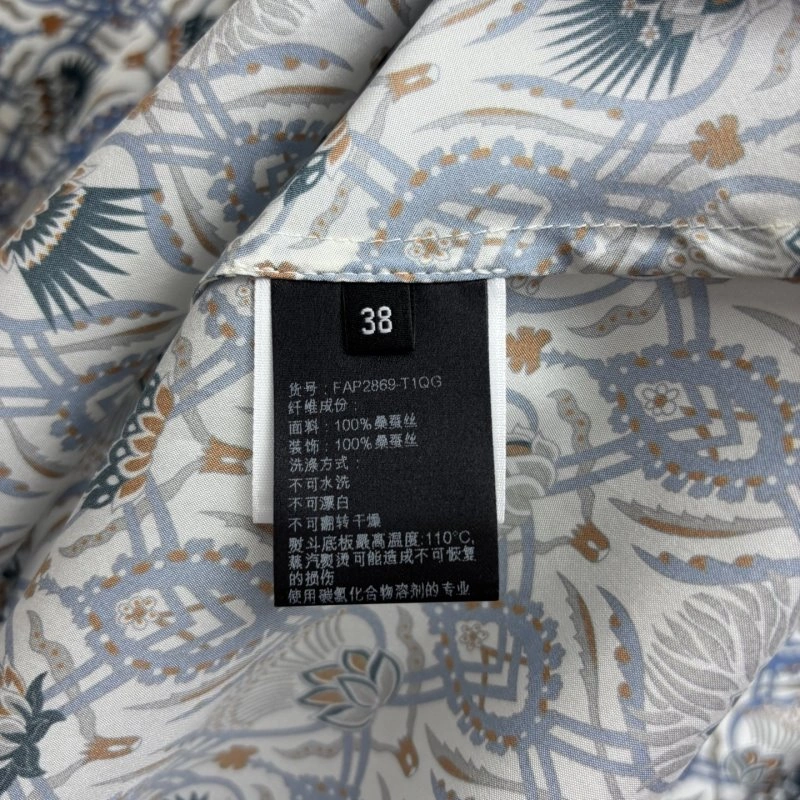 38
货号：FAP2869-T1QG
纤维成份：
面料：100%桑蚕丝
装饰：100%桑蚕丝
洗涤方式：
不可水洗
不可漂白
不可翻转干燥
熨斗底板最高温度:110°C,
蒸汽熨烫可能造成不可恢复
的损伤
使用碳氢化合物溶剂的专业